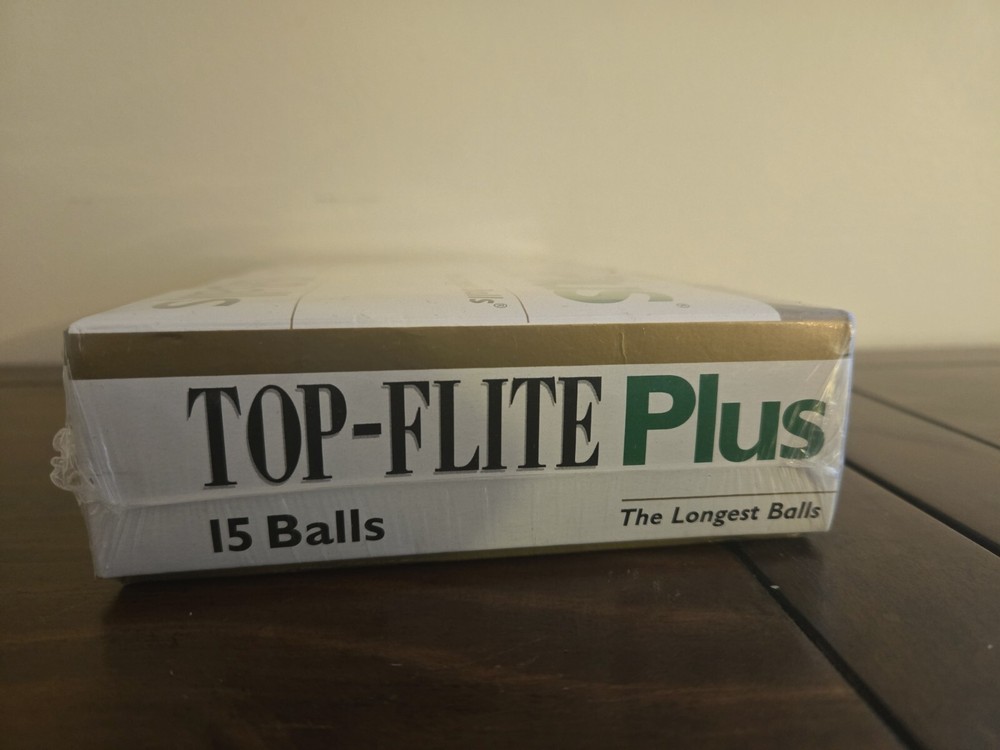 TOP-FLITE Plus
15 Balls
The Longest Balls